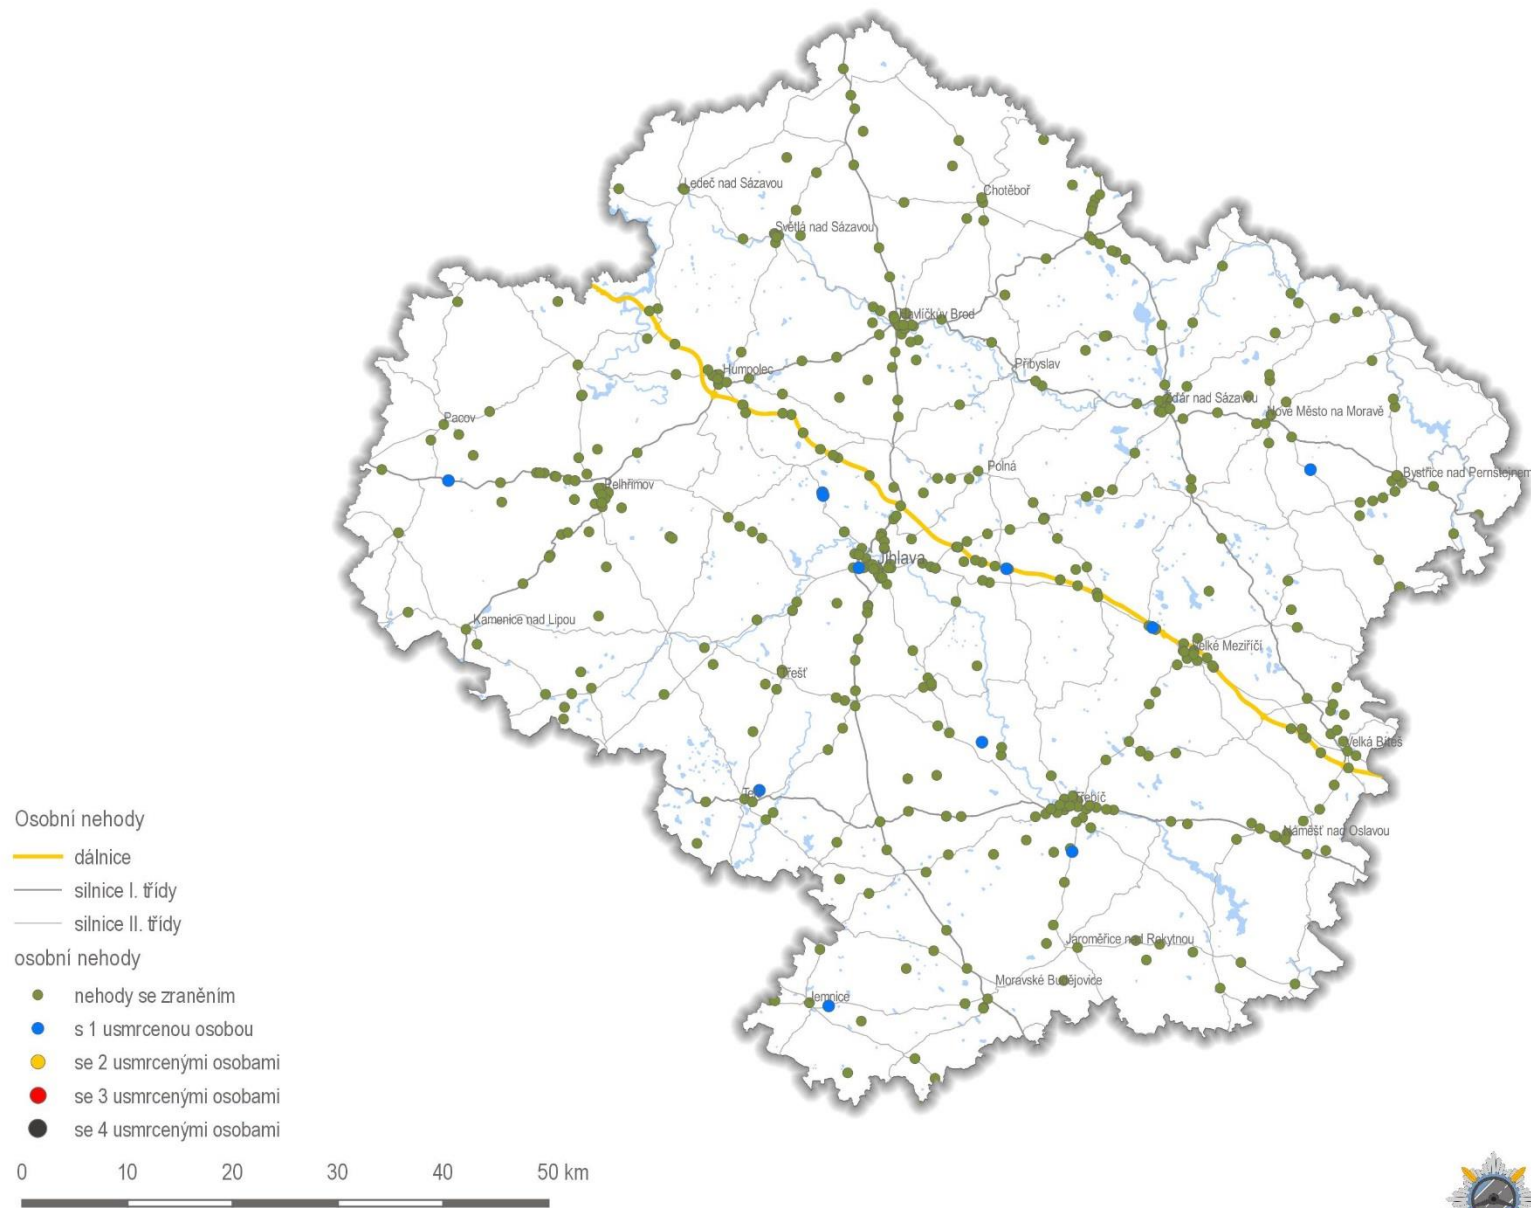 Ledeč nad Sázavou
Chotěboř
Světlá nad Sázavou
Havlíčkův Brod
Přibyslav
Humpolec
Žďár nad Sázavou
Nové Město na Moravě
Pacov
Polná
Bystřice nad Pernštejnem
Pelhřimov
Jihlava
Kamenice nad Lipou
Velké Meziříčí
Třešť
Velká Bíteš
Třebíč
Náměšť nad Oslavou
Jaroměřice nad Rokytnou
Moravské Budějovice
Jemnice
Osobní nehody
dálnice
silnice I. třídy
silnice II. třídy
osobní nehody
nehody se zraněním
s 1 usmrcenou osobou
se 2 usmrcenými osobami
se 3 usmrcenými osobami
se 4 usmrcenými osobami
0 10 20 30 40 50 km